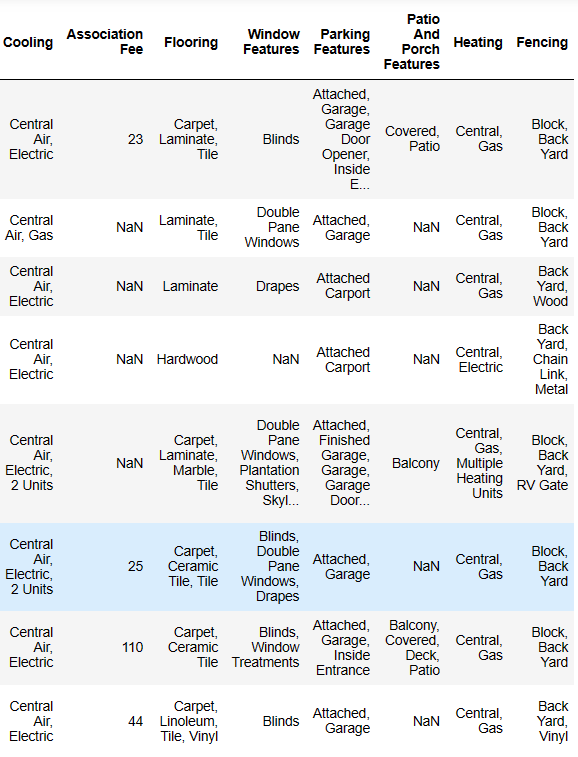 Cooling Association Fee Flooring Window Features Parking Features Patio And Porch Features Heating Fencing
Central Air, Electric 23 Carpet, Laminate, Tile Blinds Attached, Garage, Garage Door Opener, Inside E... Covered, Patio Central, Gas Block, Back Yard
Central Air, Gas NaN Laminate, Tile Double Pane Windows Attached, Garage NaN Central, Gas Block, Back Yard
Central Air, Electric NaN Laminate Drapes Attached Carport NaN Central, Gas Back Yard, Wood
Central Air, Electric NaN Hardwood NaN Attached Carport NaN Central, Electric Back Yard, Chain Link, Metal
Central Air, Electric, 2 Units NaN Carpet, Laminate, Marble, Tile Double Pane Windows, Plantation Shutters, Skyl... Attached, Finished Garage, Garage, Garage Door... Balcony Central, Gas, Multiple Heating Units Block, Back Yard, RV Gate
Central Air, Electric, 2 Units 25 Carpet, Ceramic Tile, Tile Blinds, Double Pane Windows, Drapes Attached, Garage NaN Central, Gas Block, Back Yard
Central Air, Electric 110 Carpet, Ceramic Tile Blinds, Window Treatments Attached, Garage, Inside Entrance Balcony, Covered, Deck, Patio Central, Gas Block, Back Yard
Central Air, Electric 44 Carpet, Linoleum, Tile, Vinyl Blinds Attached, Garage NaN Central, Gas Back Yard, Vinyl